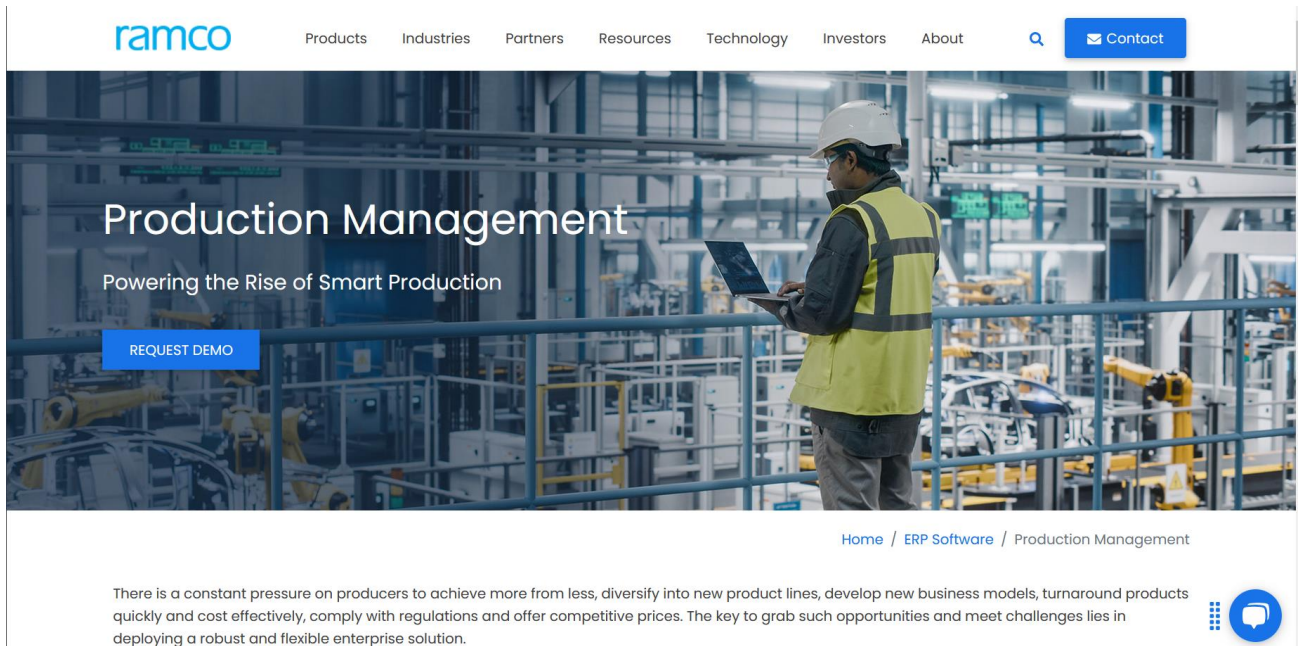 ramco
Products
Industries
Partners
Resources
Technology
Investors
About
Contact
Production Management
Powering the Rise of Smart Production
REQUEST DEMO
Home / ERP Software / Production Management
There is a constant pressure on producers to achieve more from less, diversify into new product lines, develop new business models, turnaround products
quickly and cost effectively, comply with regulations and offer competitive prices. The key to grab such opportunities and meet challenges lies in
deploying a robust and flexible enterprise solution.